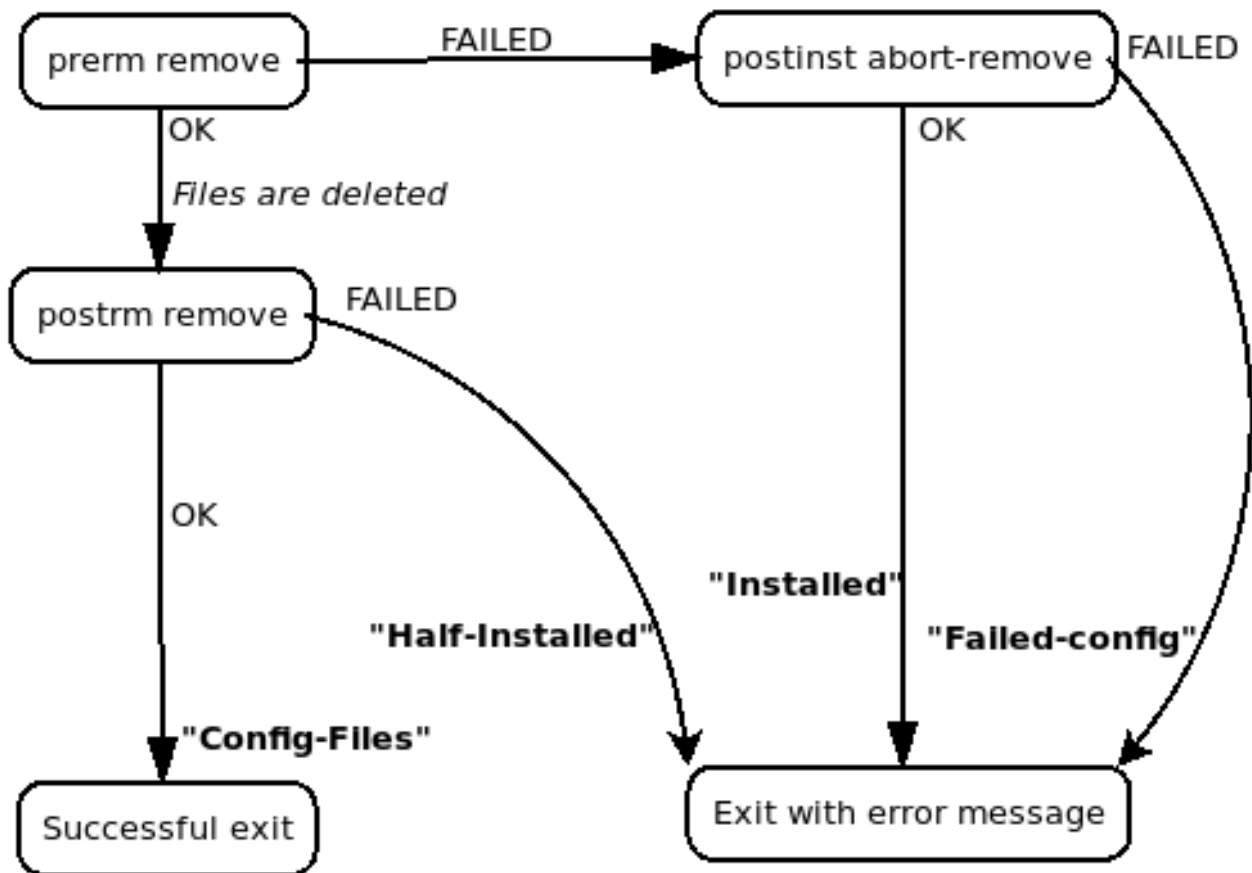 prerm remove
FAILED
postinst abort-remove
FAILED
OK
OK
Files are deleted
postrm remove
FAILED
OK
"Installed"
"Half-Installed"
"Failed-config"
"Config-Files"
Successful exit
Exit with error message